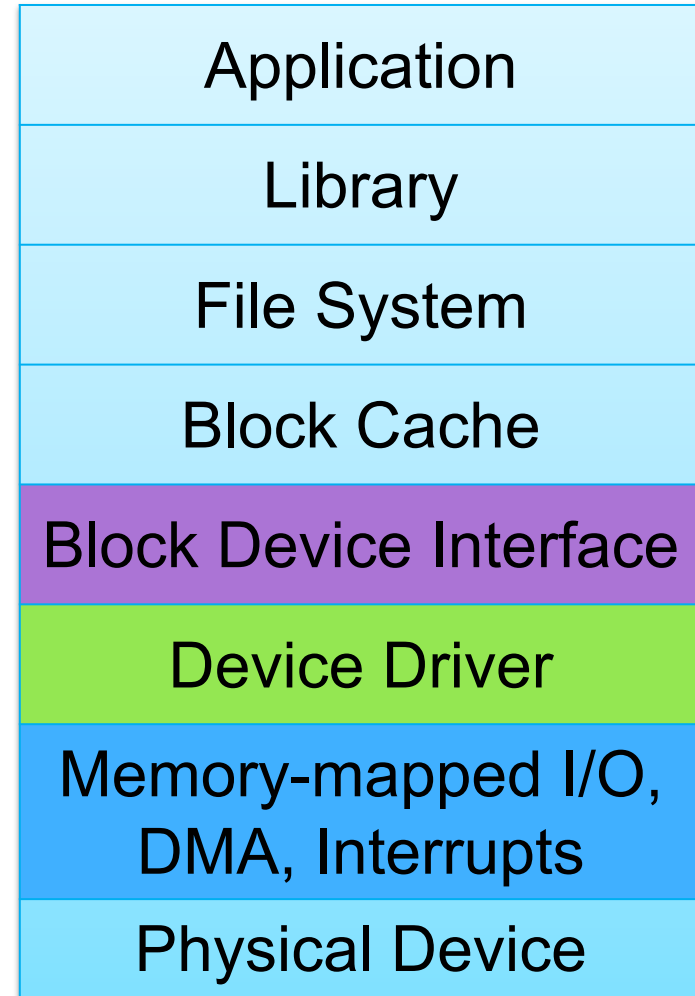 Application
Library
File System
Block Cache
Block Device Interface
Device Driver
Memory-mapped I/O,
DMA, Interrupts
Physical Device